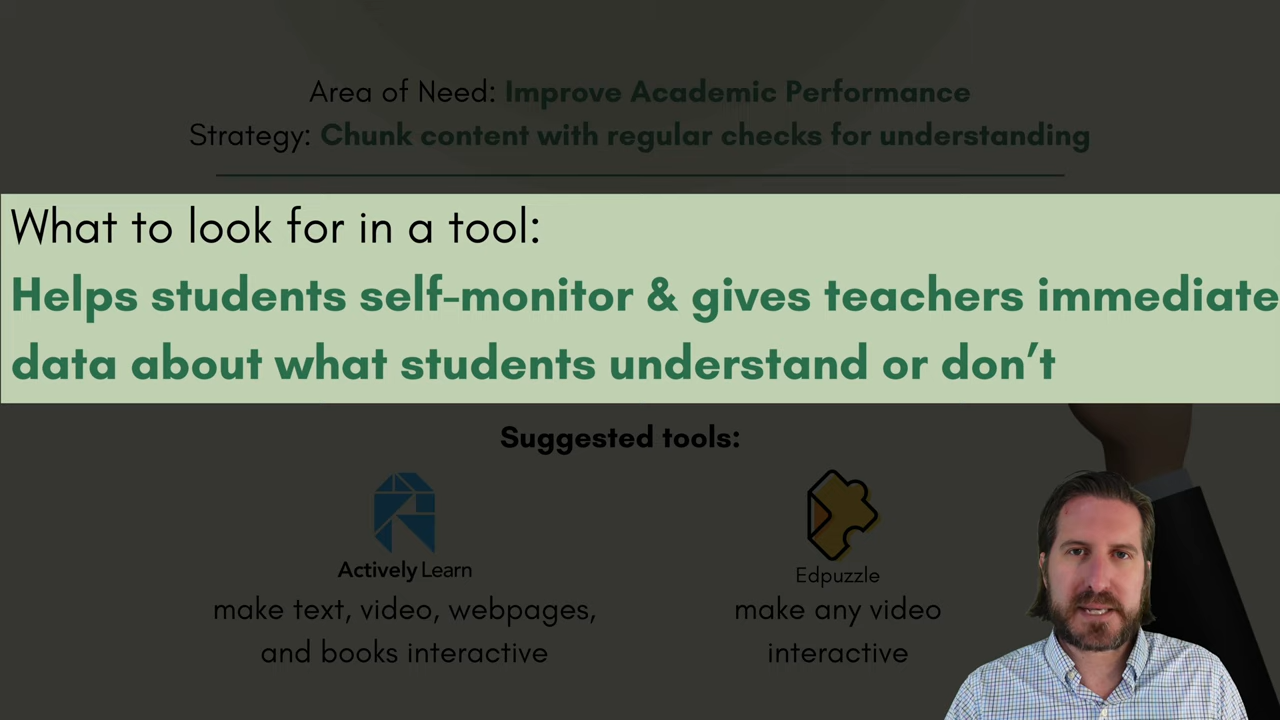 Area of Need: Improve Academic Performance
Strategy: Chunk content with regular checks for understanding
What to look for in a tool:
Helps students self-monitor & gives teachers immediate
data about what students understand or don’t
Suggested tools:
Actively Learn
make text, video, webpages,
and books interactive
Edpuzzle
make any video
interactive